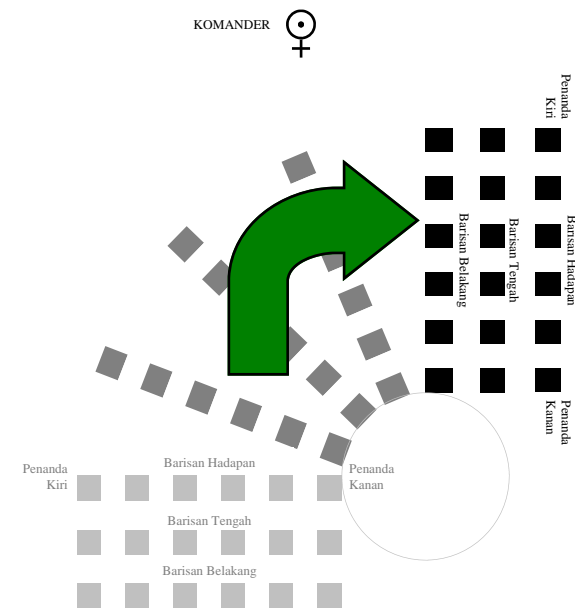 KOMANDER
Penanda
Kiri
Barisan Belakang
Barisan Tengah
Barisan Hadapan
Penanda
Kanan
Penanda
Kiri
Barisan Hadapan
Penanda
Kanan
Barisan Tengah
Barisan Belakang